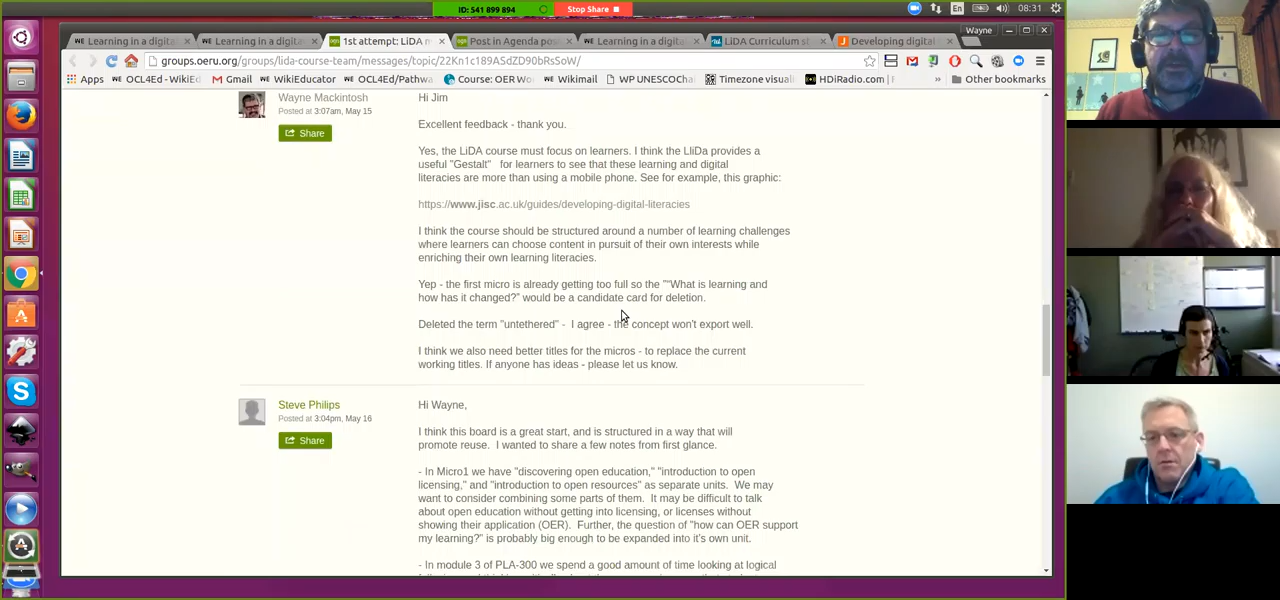 ID: 541 899 894
Stop Share
En
08:31
Wayne
WE Learning in a digita
WE Learning in a digita
1st attempt: LiDA m
Post in Agenda pos
WE Learning in a digita
LiDA Curriculum s
Developing digital
groups.oeru.org/groups/lida-course-team/messages/topic/22Kn1c189ASdZD90bRsSoW/
Apps
WE OCL4Ed - WikiEd
Gmail
WE WikiEducator
WE OCL4Ed/Pathwa
Course: OER Wor
WE Wikimail
WP UNESCOCha
Timezone visuali
HDiRadio.com
»
Other bookmarks
Wayne Mackintosh
Posted at 3:07am, May 15
Share
Hi Jim
Excellent feedback - thank you.
Yes, the LiDA course must focus on learners. I think the LliDa provides a
useful "Gestalt" for learners to see that these learning and digital
literacies are more than using a mobile phone. See for example, this graphic:
https://www.jisc.ac.uk/guides/developing-digital-literacies
I think the course should be structured around a number of learning challenges
where learners can choose content in pursuit of their own interests while
enriching their own learning literacies.
Yep - the first micro is already getting too full so the "“What is learning and
how has it changed?” would be a candidate card for deletion.
Deleted the term "untethered" - I agree - the concept won't export well.
I think we also need better titles for the micros - to replace the current
working titles. If anyone has ideas - please let us know.
Steve Philips
Posted at 3:04pm, May 16
Share
Hi Wayne,
I think this board is a great start, and is structured in a way that will
promote reuse. I wanted to share a few notes from first glance.
- In Micro1 we have "discovering open education," "introduction to open
licensing," and "introduction to open resources" as separate units. We may
want to consider combining some parts of them. It may be difficult to talk
about open education without getting into licensing, or licenses without
showing their application (OER). Further, the question of "how can OER support
my learning?" is probably big enough to be expanded into it's own unit.
- In module 3 of PLA-300 we spend a good amount of time looking at logical